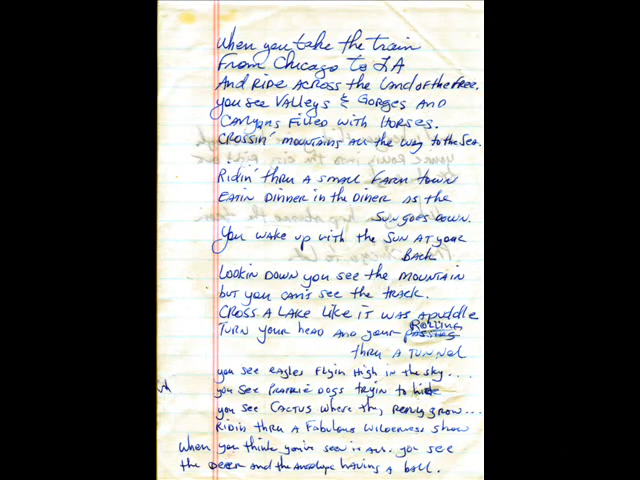 When you take the train
From Chicago to LA
And Ride Across the Land of the Free.
you see Valleys & Gorges And
Canyons Filled with Horses.
Crossin' mountains All the way to the Sea.
Ridin' thru A Small Farm town
Eatin Dinner in the Diner as the
Sun goes down.
You wake up with the Sun at your
Back
Lookin Down you see the Mountain
but you can't see the track.
Cross A Lake Like it was a puddle
Turn your head and your Rolling
thru A Tunnel
you see eagles Flyin High in the sky....
you see Prairie Dogs tryin to hide
you see Cactus where they really grow...
Ridin thru A Fabulous Wilderness Show
When you think you've seen it All. you see
the Deer and the Antelope having a ball.